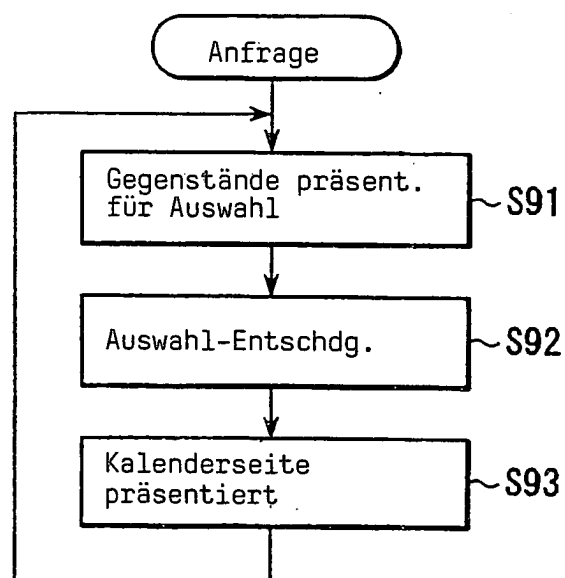 Anfrage
Gegenstände präsent.
für Auswahl
S91
Auswahl-Entschdg.
S92
Kalenderseite
präsentiert
S93